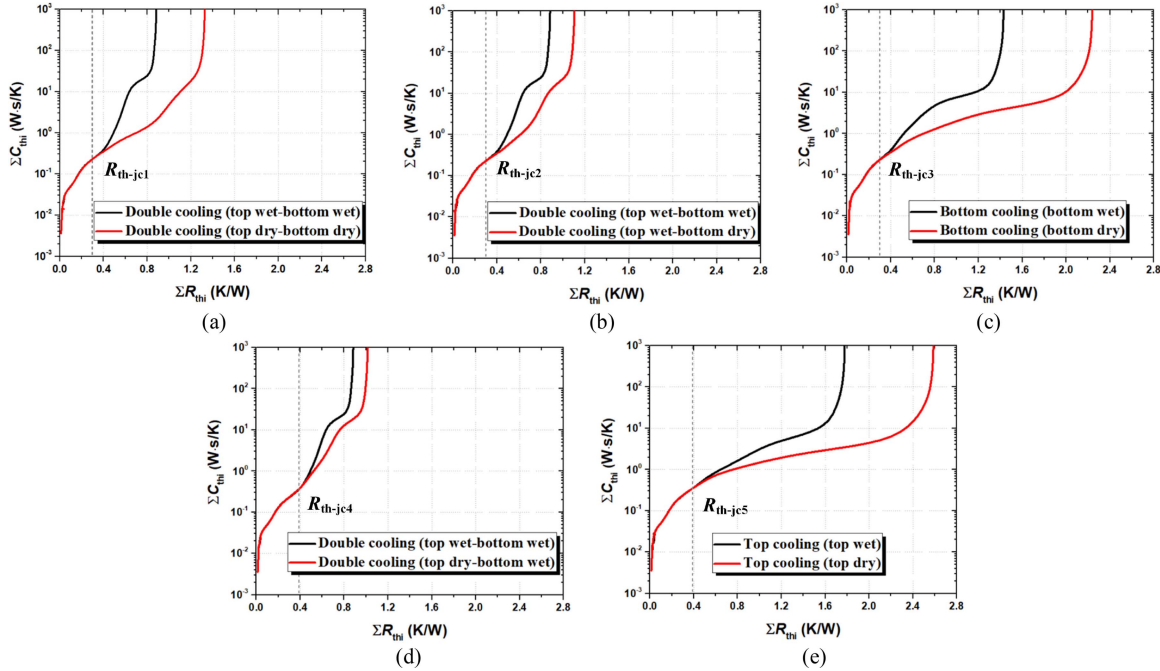 10³
10²
10¹
10⁰
10⁻¹
10⁻²
10⁻³
ΣC_thi (W·s/K)
R_th-jc1
Double cooling (top wet-bottom wet)
Double cooling (top dry-bottom dry)
0.0 0.4 0.8 1.2 1.6 2.0 2.4 2.8
ΣR_thi (K/W)
(a)
10³
10²
10¹
10⁰
10⁻¹
10⁻²
10⁻³
ΣC_thi (W·s/K)
R_th-jc2
Double cooling (top wet-bottom wet)
Double cooling (top wet-bottom dry)
0.0 0.4 0.8 1.2 1.6 2.0 2.4 2.8
ΣR_thi (K/W)
(b)
10³
10²
10¹
10⁰
10⁻¹
10⁻²
10⁻³
ΣC_thi (W·s/K)
R_th-jc3
Bottom cooling (bottom wet)
Bottom cooling (bottom dry)
0.0 0.4 0.8 1.2 1.6 2.0 2.4 2.8
ΣR_thi (K/W)
(c)
10³
10²
10¹
10⁰
10⁻¹
10⁻²
10⁻³
ΣC_thi (W·s/K)
R_th-jc4
Double cooling (top wet-bottom wet)
Double cooling (top dry-bottom wet)
0.0 0.4 0.8 1.2 1.6 2.0 2.4 2.8
ΣR_thi (K/W)
(d)
10³
10²
10¹
10⁰
10⁻¹
10⁻²
10⁻³
ΣC_thi (W·s/K)
R_th-jc5
Top cooling (top wet)
Top cooling (top dry)
0.0 0.4 0.8 1.2 1.6 2.0 2.4 2.8
ΣR_thi (K/W)
(e)